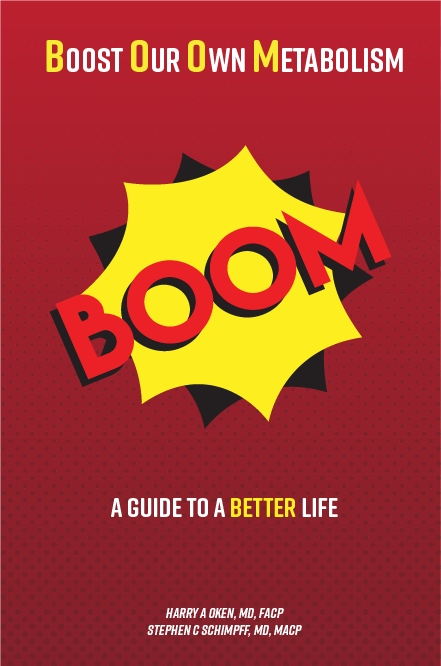 Boost Our Own Metabolism
BOOM
A GUIDE TO A BETTER LIFE
HARRY A OKEN, MD, FACP
STEPHEN C SCHIMPFF, MD, MACP